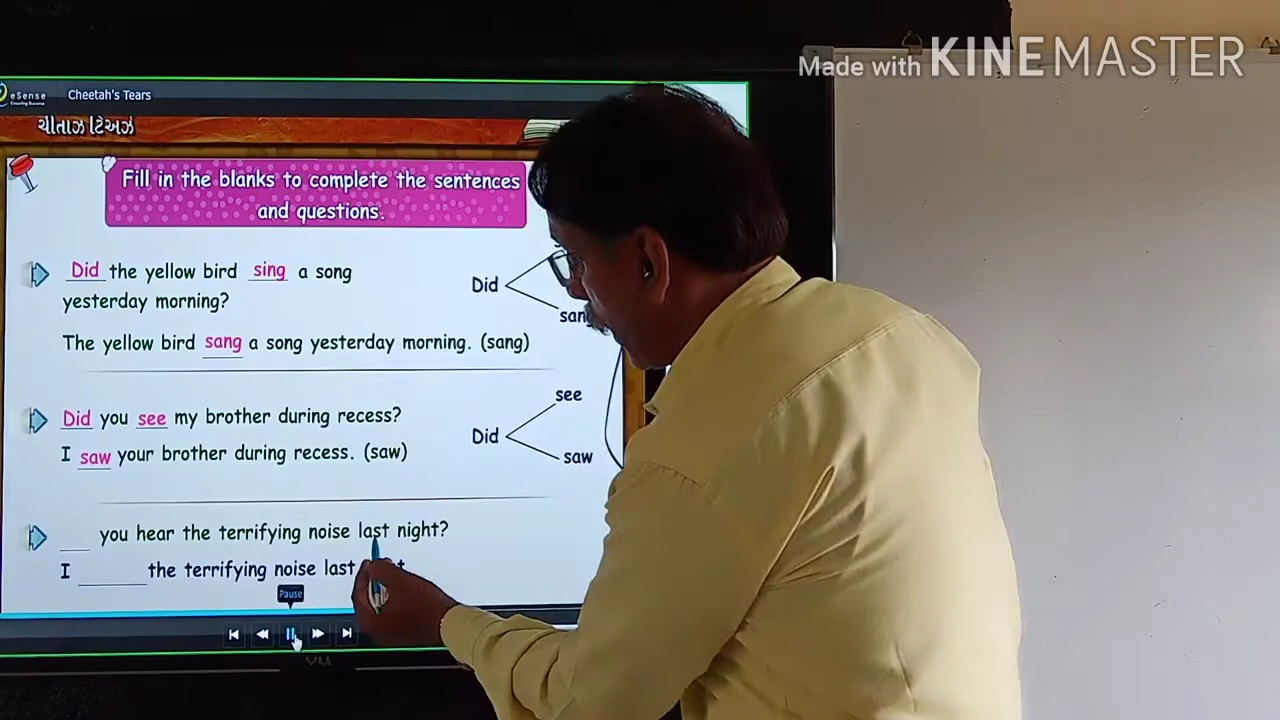 Made with KINEMASTER
eSense
Cheetah's Tears
ચીતાઝ ટિઅર્ઝ
Fill in the blanks to complete the sentences
and questions.
Did the yellow bird sing a song
yesterday morning?
Did
The yellow bird sang a song yesterday morning. (sang)
Did you see my brother during recess?
I saw your brother during recess. (saw)
see
Did
saw
___ you hear the terrifying noise last night?
I ______ the terrifying noise last
Pause
VU